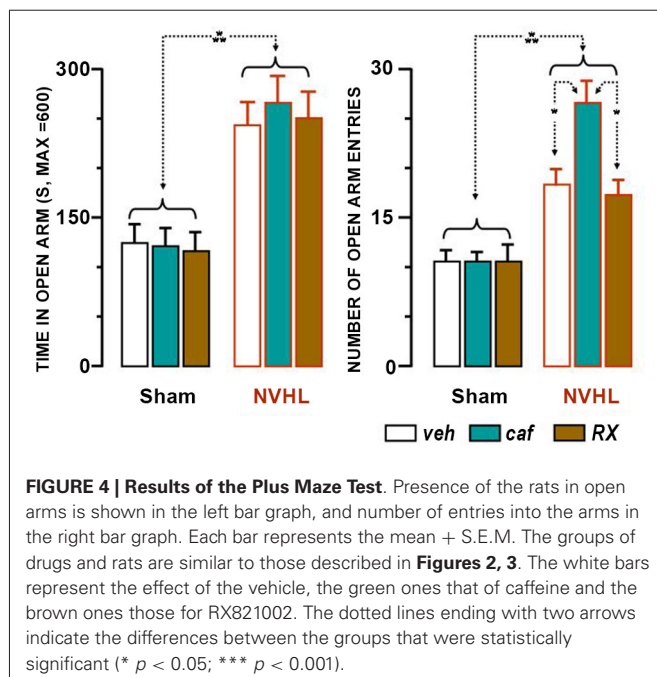 *
**
*
**
TIME IN OPEN ARM (S, MAX =600)
300
150
0
Sham
NVHL
NUMBER OF OPEN ARM ENTRIES
30
15
0
*
*
Sham
NVHL
veh
caf
RX
FIGURE 4 | Results of the Plus Maze Test. Presence of the rats in open
arms is shown in the left bar graph, and number of entries into the arms in
the right bar graph. Each bar represents the mean + S.E.M. The groups of
drugs and rats are similar to those described in Figures 2, 3. The white bars
represent the effect of the vehicle, the green ones that of caffeine and the
brown ones those for RX821002. The dotted lines ending with two arrows
indicate the differences between the groups that were statistically
significant (* p < 0.05; *** p < 0.001).